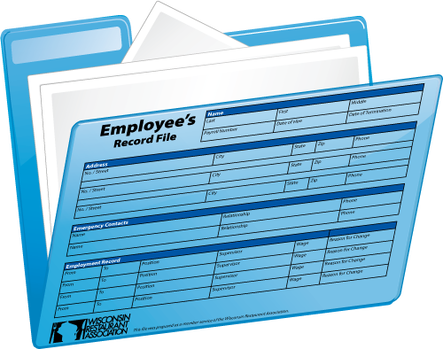 Employee's
Record File
Name
Last First Middle
Payroll Number Date of Hire Date of Termination
Address
No. / Street City State Zip Phone
No. / Street City State Zip Phone
No. / Street City State Zip Phone
Emergency Contacts
Name Relationship Phone
Name Relationship Phone
Employment Record
From To Position Supervisor Wage Reason for Change
From To Position Supervisor Wage Reason for Change
From To Position Supervisor Wage Reason for Change
From To Position Supervisor Wage Reason for Change
WISCONSIN
RESTAURANT
ASSOCIATION
This file was prepared as a member service of the Wisconsin Restaurant Association.